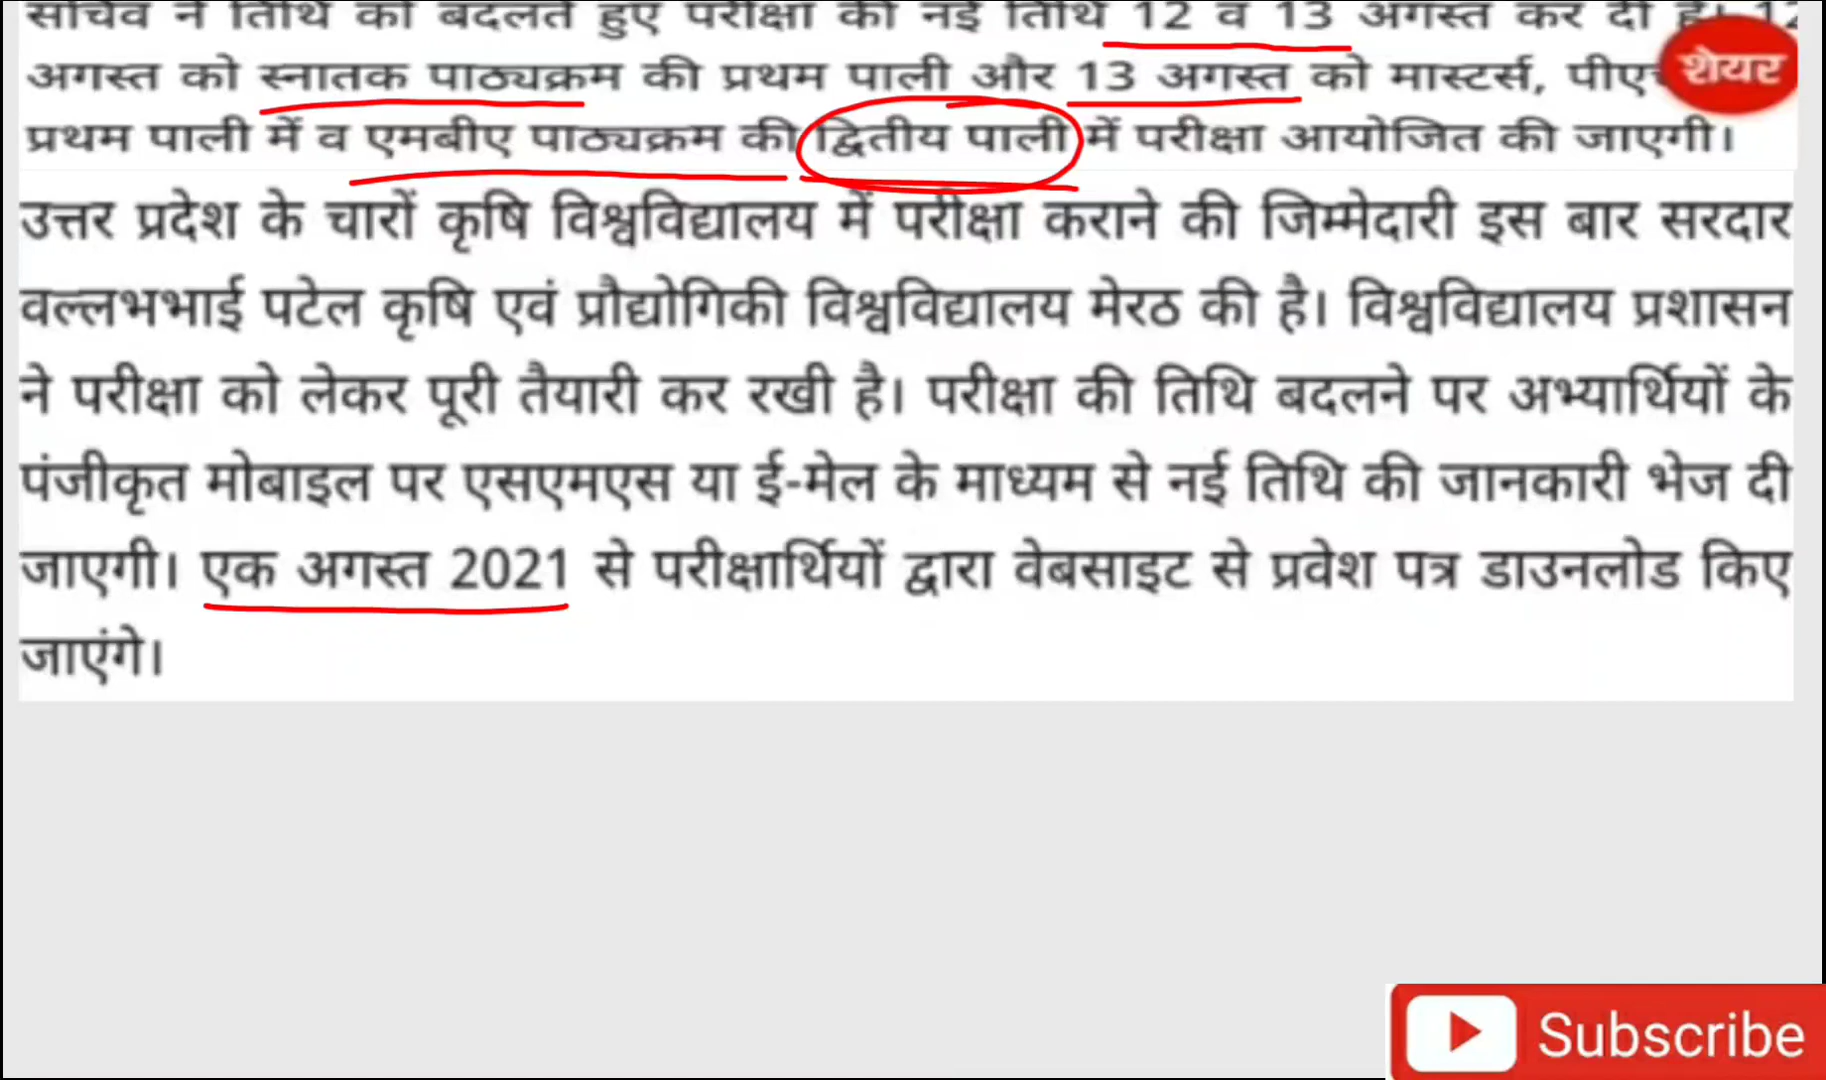 सचिव ने तिथि को बदलते हुए परीक्षा की नई तिथि 12 व 13 अगस्त कर दी है। 12
अगस्त को स्नातक पाठ्यक्रम की प्रथम पाली और 13 अगस्त को मास्टर्स,
शेयर
प्रथम पाली में व एमबीए पाठ्यक्रम की द्वितीय पाली में परीक्षा आयोजित की जाएगी।
उत्तर प्रदेश के चारों कृषि विश्वविद्यालय में परीक्षा कराने की जिम्मेदारी इस बार सरदार
वल्लभभाई पटेल कृषि एवं प्रौद्योगिकी विश्वविद्यालय मेरठ की है। विश्वविद्यालय प्रशासन
ने परीक्षा को लेकर पूरी तैयारी कर रखी है। परीक्षा की तिथि बदलने पर अभ्यार्थियों के
पंजीकृत मोबाइल पर एसएमएस या ई-मेल के माध्यम से नई तिथि की जानकारी भेज दी
जाएगी। एक अगस्त 2021 से परीक्षार्थियों द्वारा वेबसाइट से प्रवेश पत्र डाउनलोड किए
जाएंगे।
Subscribe